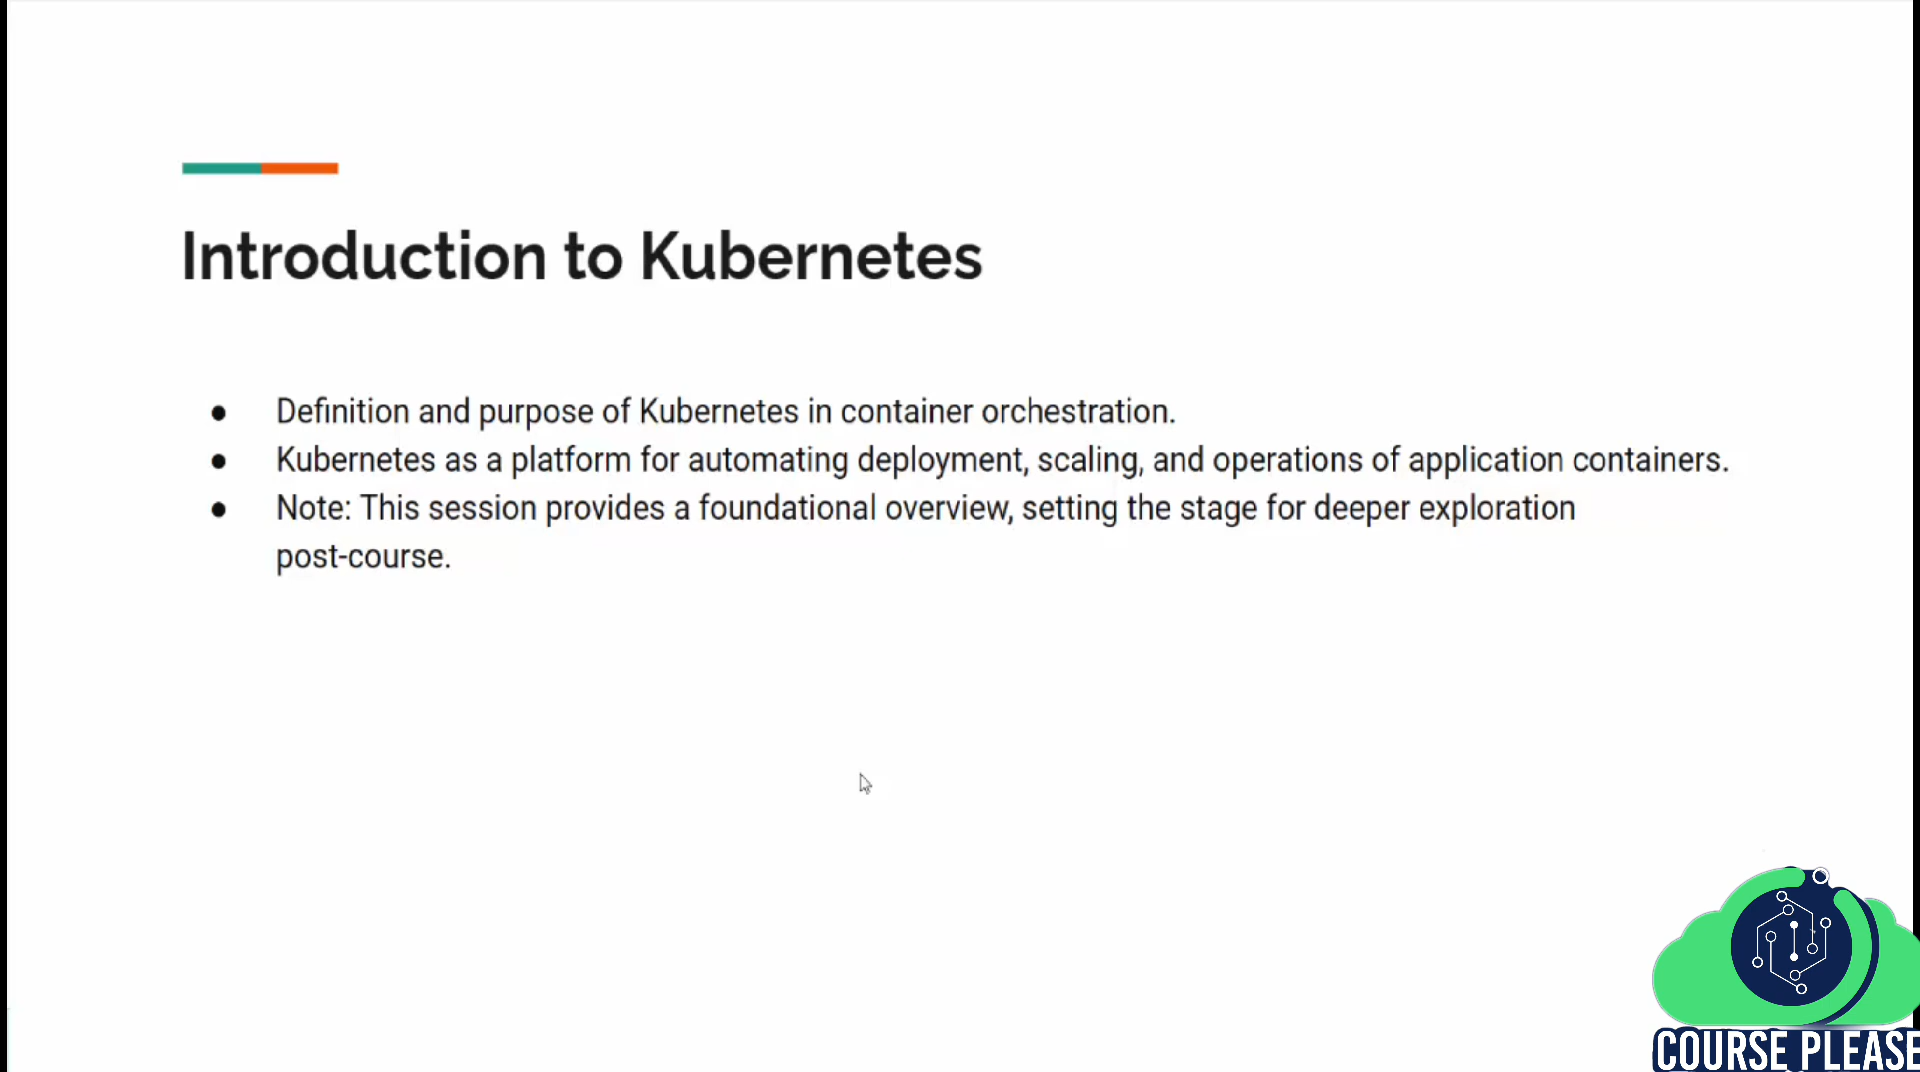 Introduction to Kubernetes
● Definition and purpose of Kubernetes in container orchestration.
● Kubernetes as a platform for automating deployment, scaling, and operations of application containers.
● Note: This session provides a foundational overview, setting the stage for deeper exploration
post-course.
COURSE PLEASE